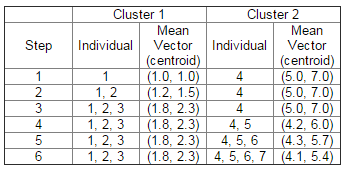 Cluster 1 Cluster 2
Step Individual Mean Vector (centroid) Individual Mean Vector (centroid)
1 1 (1.0, 1.0) 4 (5.0, 7.0)
2 1, 2 (1.2, 1.5) 4 (5.0, 7.0)
3 1, 2, 3 (1.8, 2.3) 4 (5.0, 7.0)
4 1, 2, 3 (1.8, 2.3) 4, 5 (4.2, 6.0)
5 1, 2, 3 (1.8, 2.3) 4, 5, 6 (4.3, 5.7)
6 1, 2, 3 (1.8, 2.3) 4, 5, 6, 7 (4.1, 5.4)